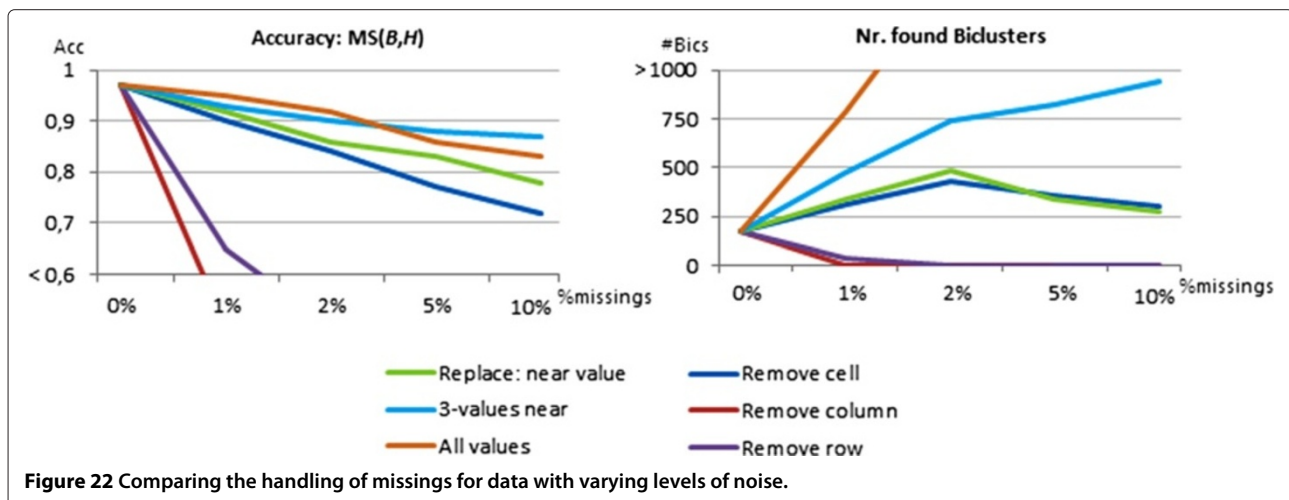 Accuracy: MS(B,H)
Acc
1
0,9
0,8
0,7
< 0,6
0%
1%
2%
5%
10%
%missings
Nr. found Biclusters
#Bics
> 1000
750
500
250
0
0%
1%
2%
5%
10%
%missings
Replace: near value
Remove cell
3-values near
Remove column
All values
Remove row
Figure 22 Comparing the handling of missings for data with varying levels of noise.